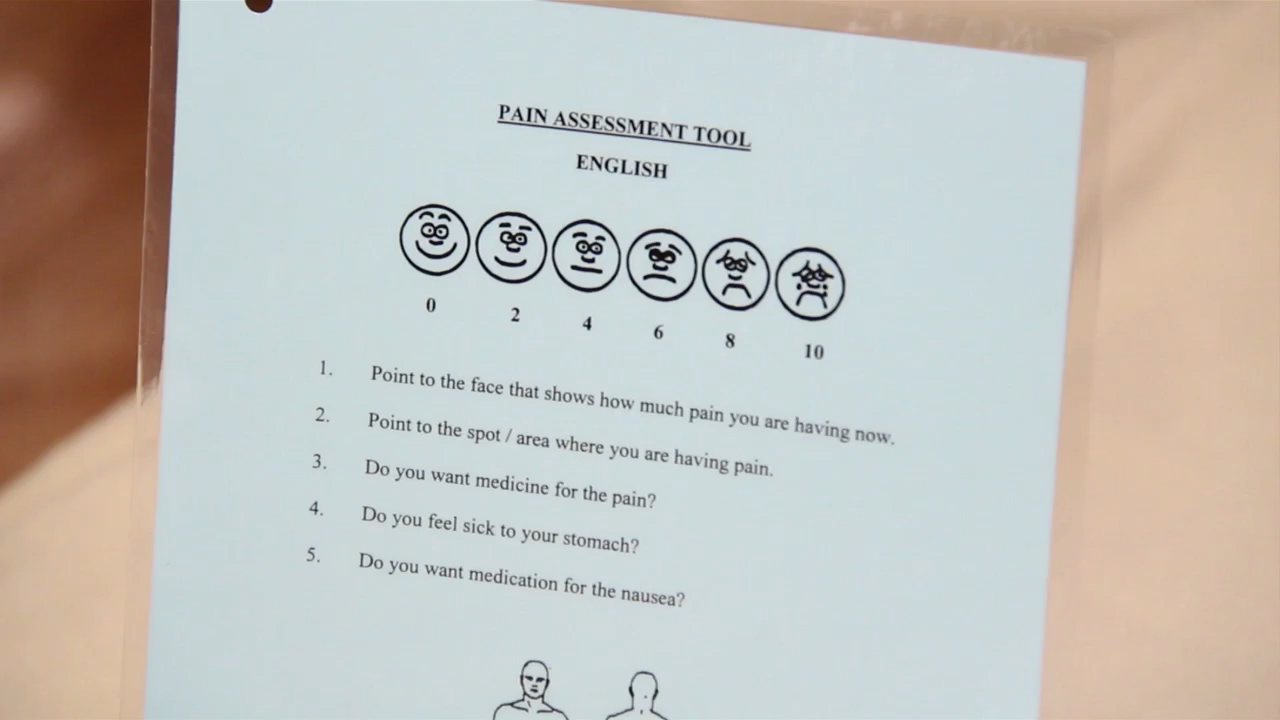 PAIN ASSESSMENT TOOL
ENGLISH
0 2 4 6 8 10
1. Point to the face that shows how much pain you are having now.
2. Point to the spot / area where you are having pain.
3. Do you want medicine for the pain?
4. Do you feel sick to your stomach?
5. Do you want medication for the nausea?